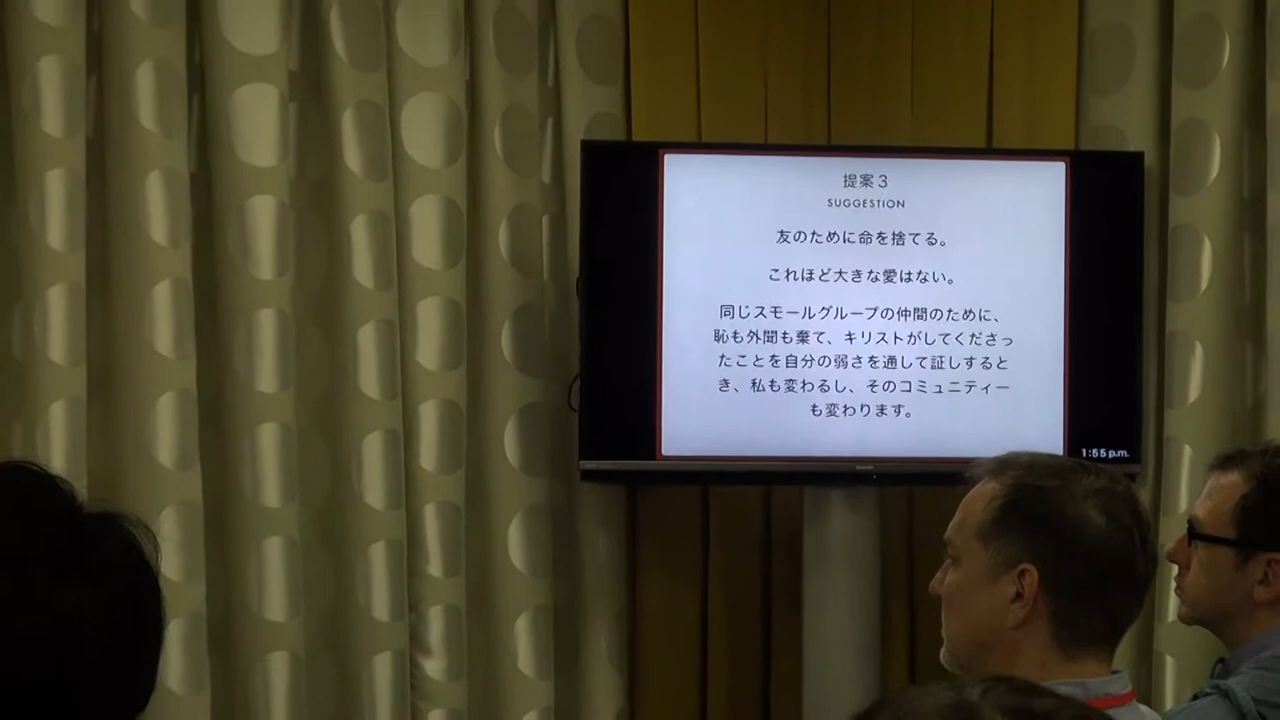 提案3
SUGGESTION
友のために命を捨てる。
これほど大きな愛はない。
同じスモールグループの仲間のために、
恥も外聞も棄て、キリストがしてくださっ
たことを自分の弱さを通して証しすると
き、私も変わるし、そのコミュニティー
も変わります。
1:55 p.m.